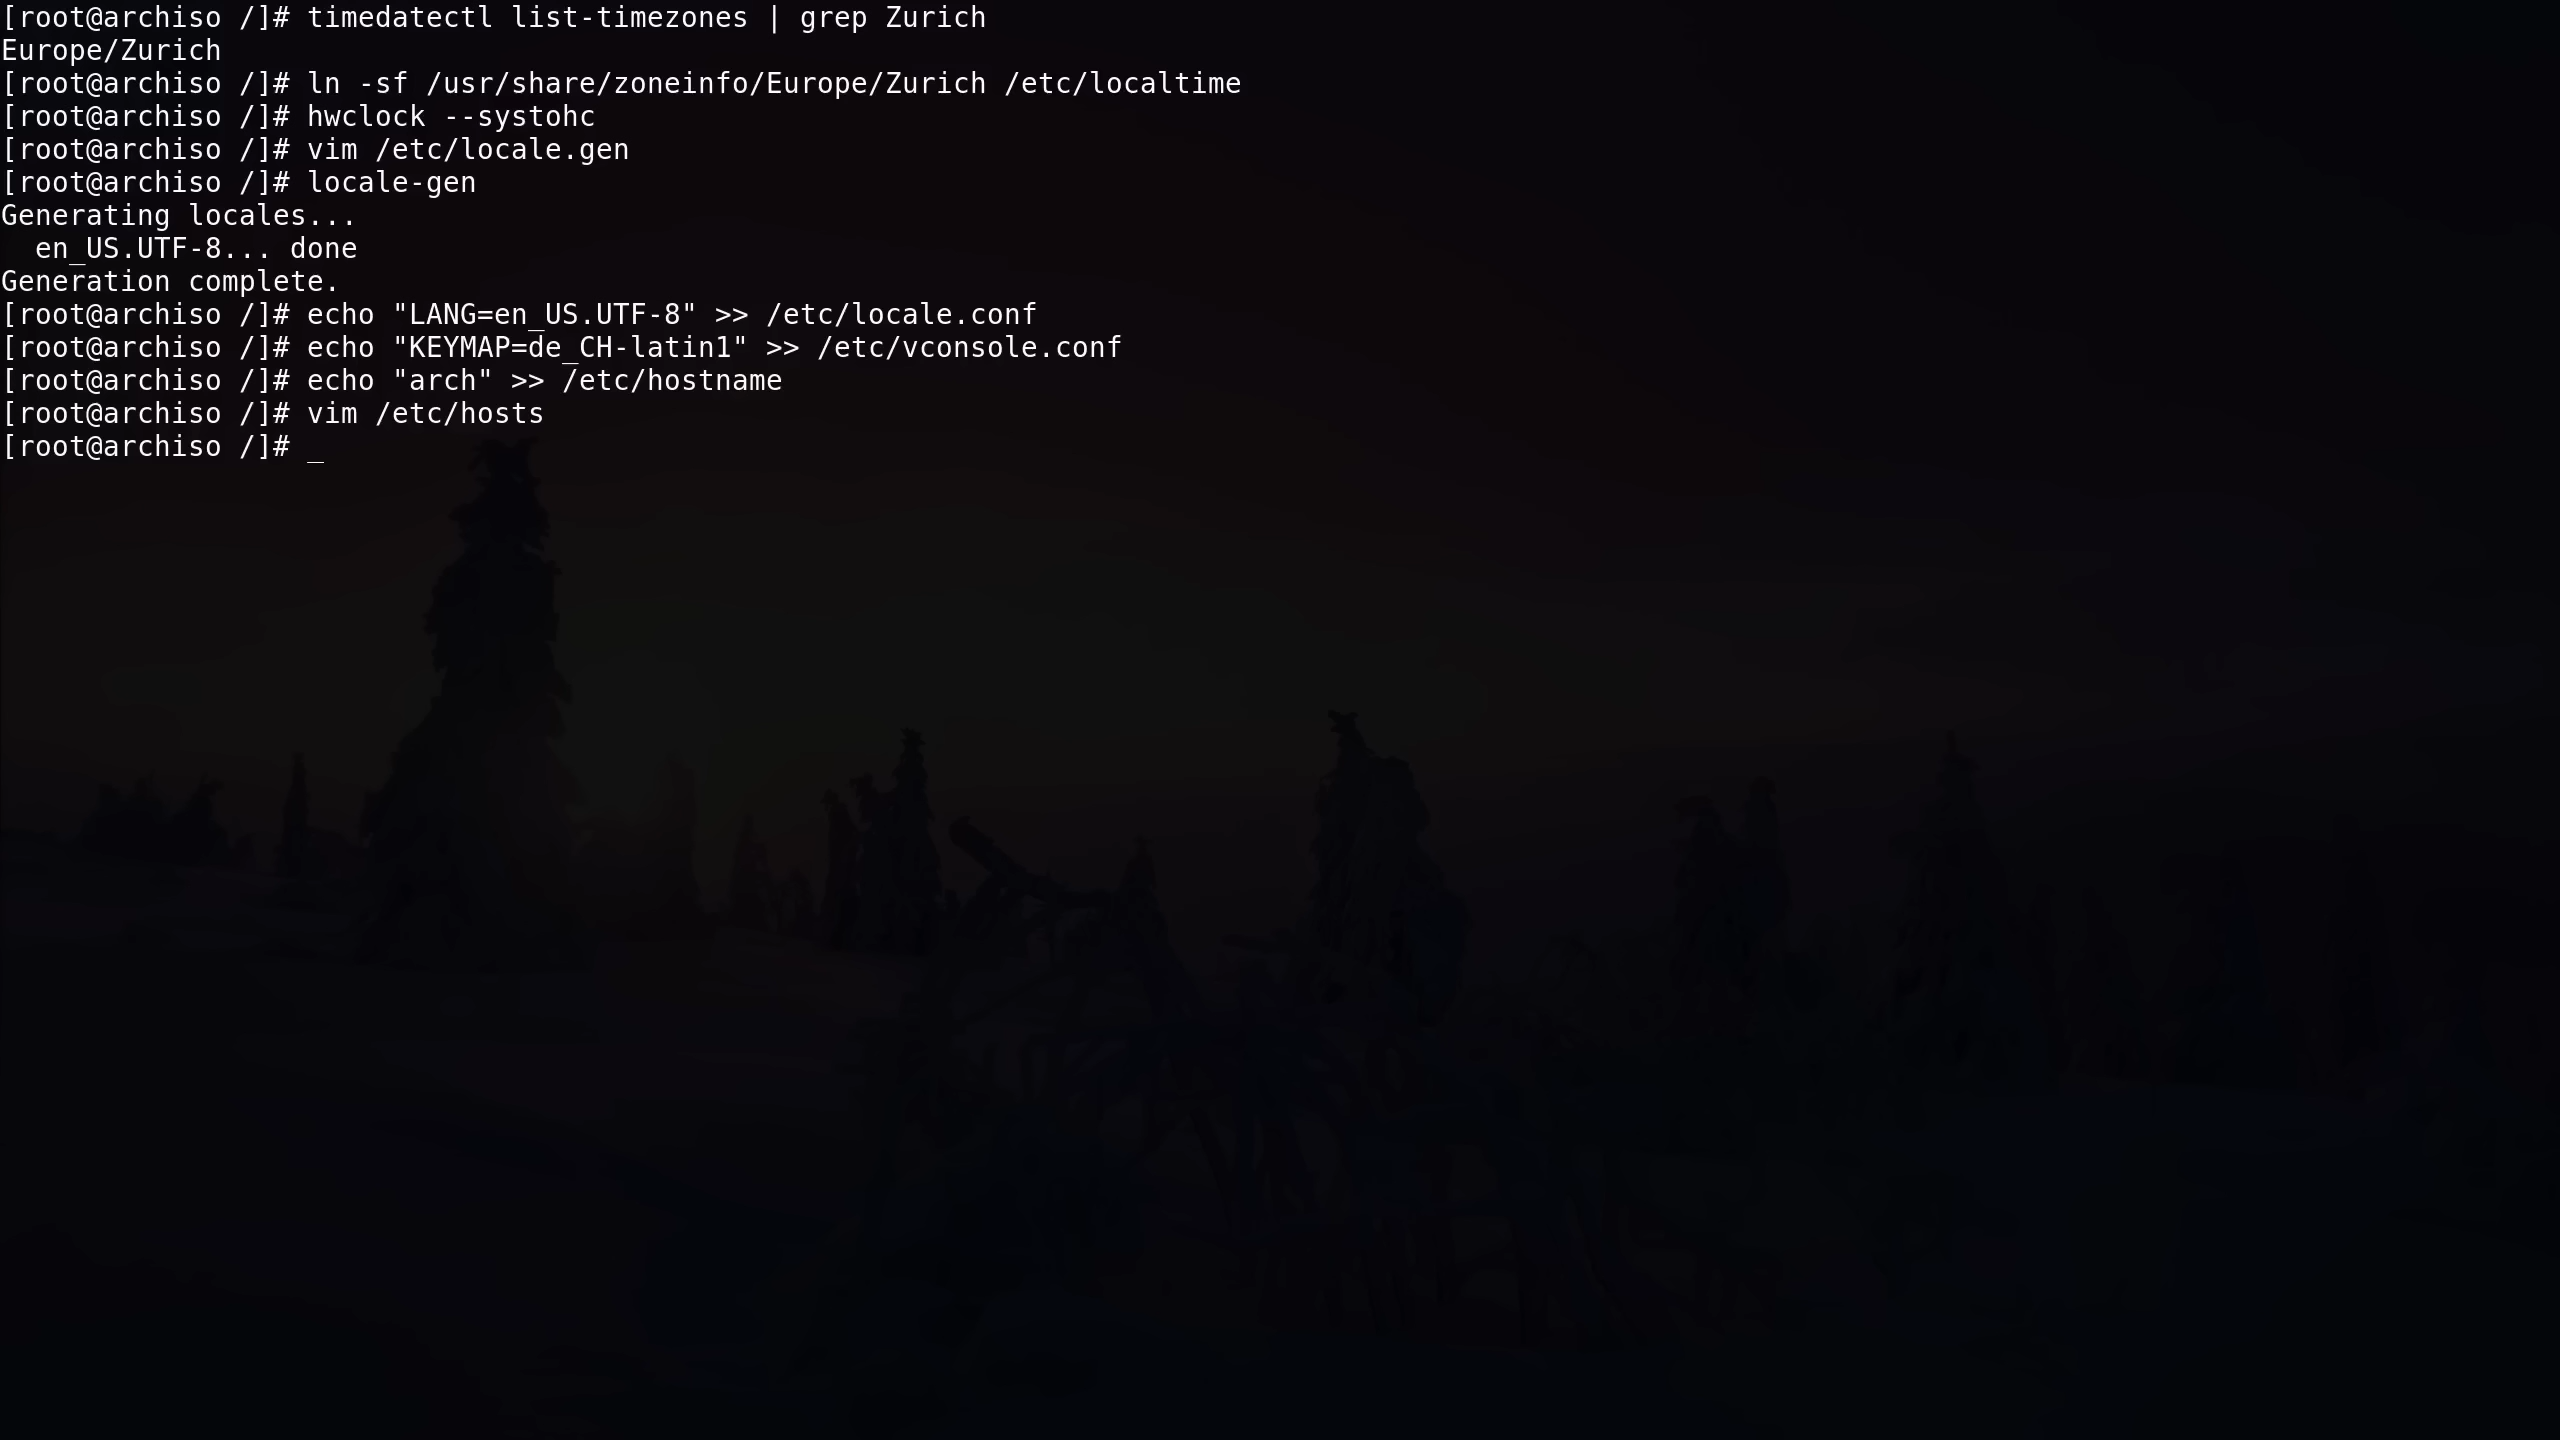 [root@archiso /]# timedatectl list-timezones | grep Zurich
Europe/Zurich
[root@archiso /]# ln -sf /usr/share/zoneinfo/Europe/Zurich /etc/localtime
[root@archiso /]# hwclock --systohc
[root@archiso /]# vim /etc/locale.gen
[root@archiso /]# locale-gen
Generating locales...
  en_US.UTF-8... done
Generation complete.
[root@archiso /]# echo "LANG=en_US.UTF-8" >> /etc/locale.conf
[root@archiso /]# echo "KEYMAP=de_CH-latin1" >> /etc/vconsole.conf
[root@archiso /]# echo "arch" >> /etc/hostname
[root@archiso /]# vim /etc/hosts
[root@archiso /]# _